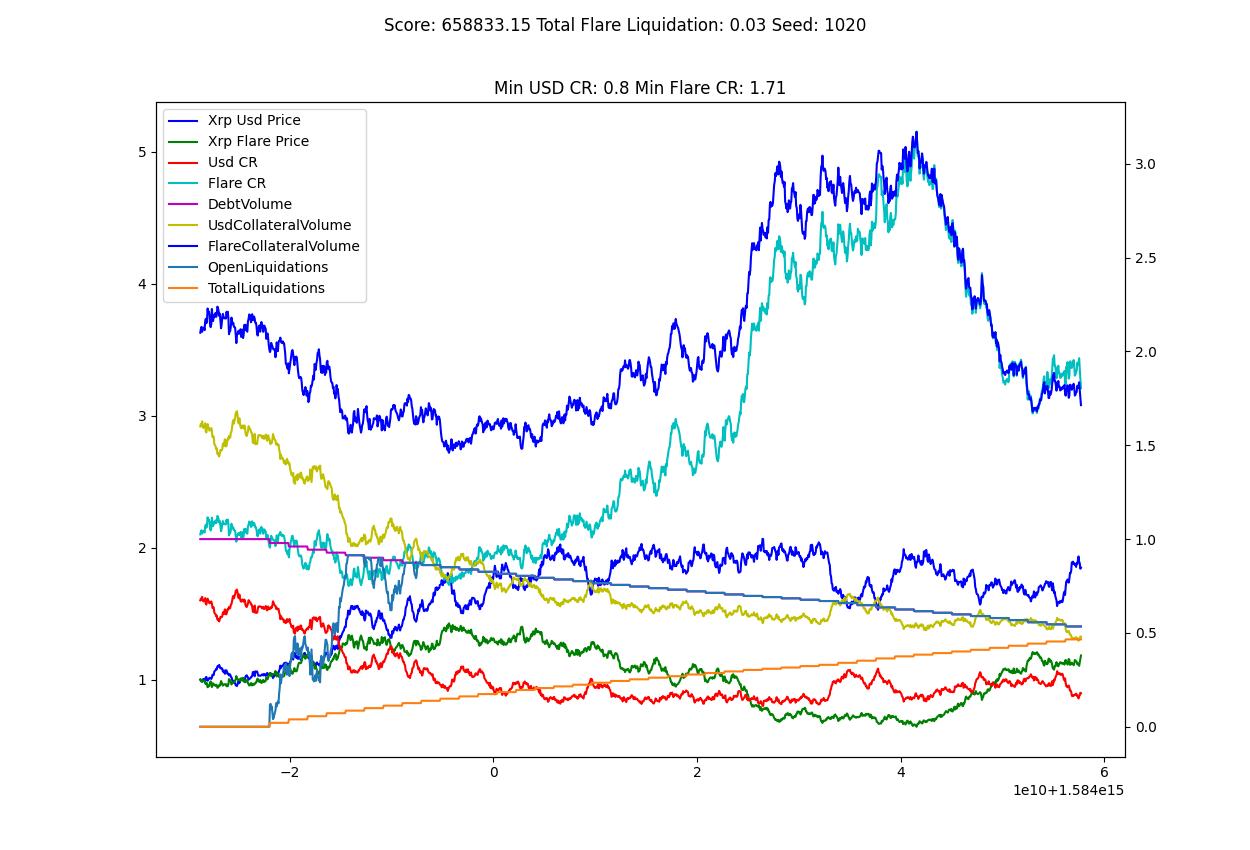 Score: 658833.15 Total Flare Liquidation: 0.03 Seed: 1020
Min USD CR: 0.8 Min Flare CR: 1.71
Xrp Usd Price
Xrp Flare Price
Usd CR
Flare CR
DebtVolume
UsdCollateralVolume
FlareCollateralVolume
OpenLiquidations
TotalLiquidations
5
4
3
2
1
3.0
2.5
2.0
1.5
1.0
0.5
0.0
−2
0
2
4
6
1e10+1.584e15